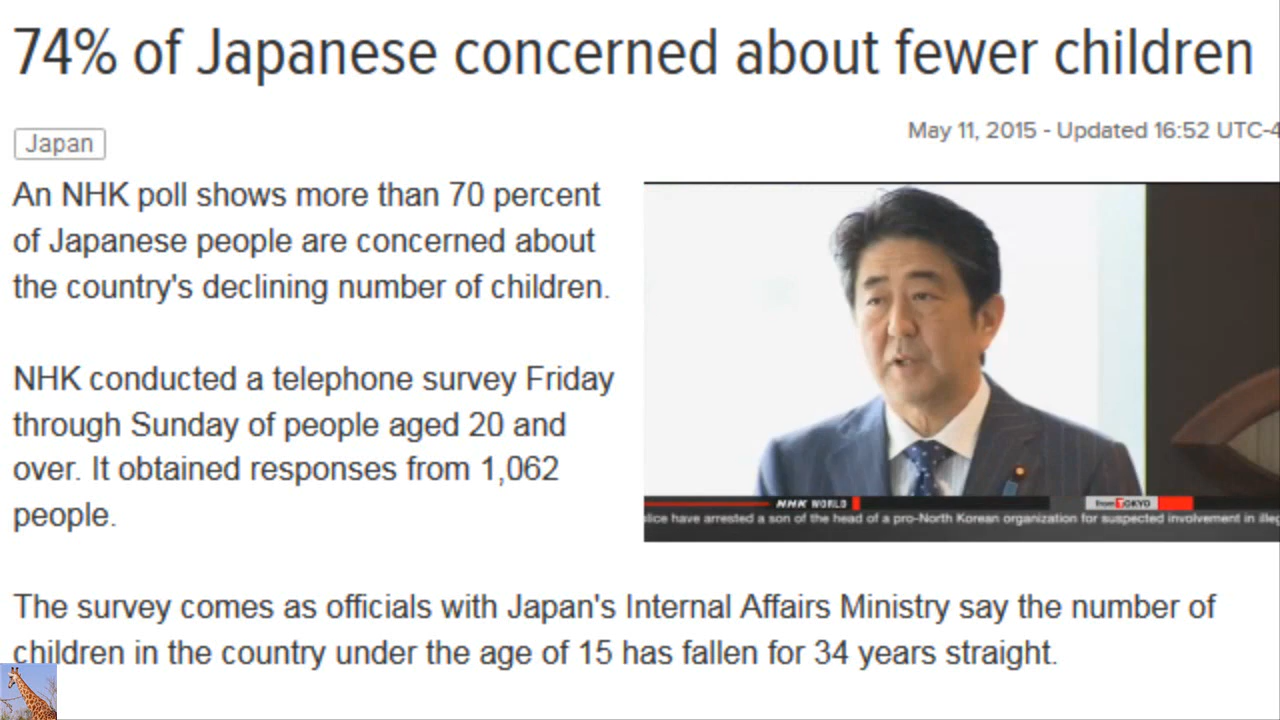 74% of Japanese concerned about fewer children
May 11, 2015 - Updated 16:52 UTC-4
Japan
An NHK poll shows more than 70 percent
of Japanese people are concerned about
the country's declining number of children.
NHK conducted a telephone survey Friday
through Sunday of people aged 20 and
over. It obtained responses from 1,062
people.
NHK WORLD
from TOKYO
have arrested a son of the head of a pro-North Korean organization for suspected involvement in
The survey comes as officials with Japan's Internal Affairs Ministry say the number of
children in the country under the age of 15 has fallen for 34 years straight.